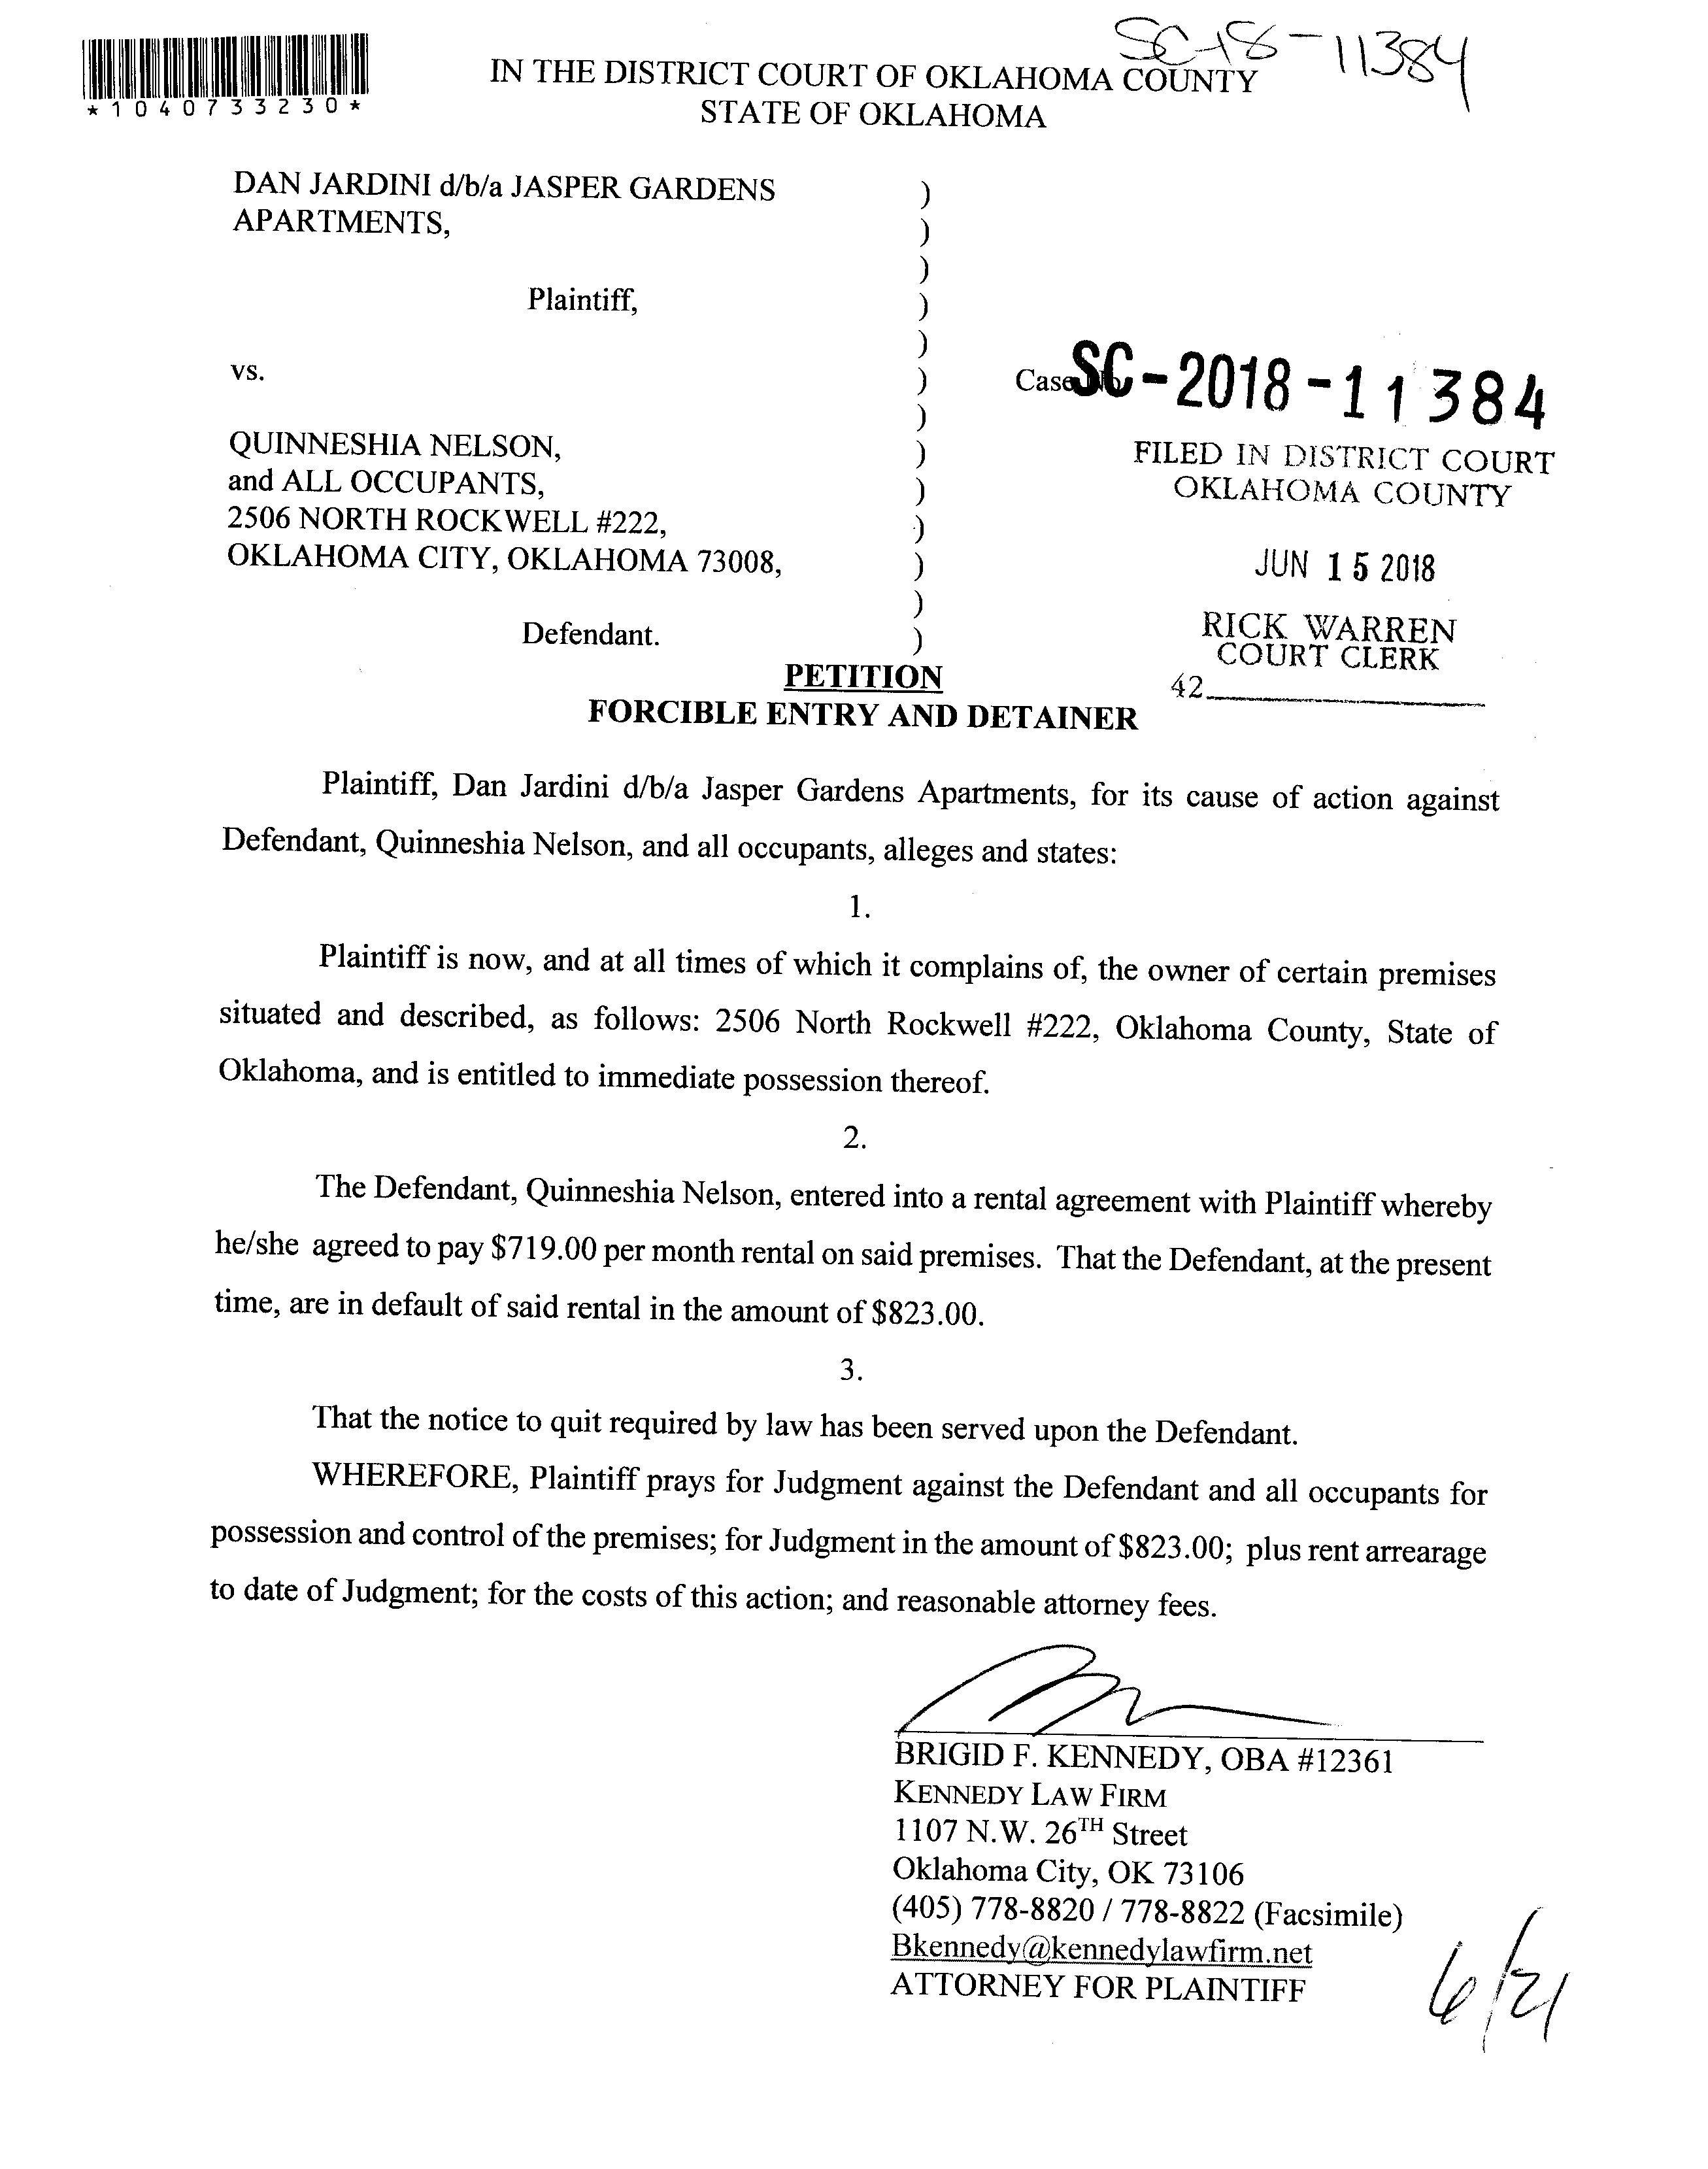 SC-18-11384
*1040733230*
IN THE DISTRICT COURT OF OKLAHOMA COUNTY
STATE OF OKLAHOMA
DAN JARDINI d/b/a JASPER GARDENS
APARTMENTS,
Plaintiff,
vs.
QUINNESHIA NELSON,
and ALL OCCUPANTS,
2506 NORTH ROCKWELL #222,
OKLAHOMA CITY, OKLAHOMA 73008,
Defendant.
)
)
)
)
)
)
)
)
)
)
)
)
)
Case No. SC-2018-11384
FILED IN DISTRICT COURT
OKLAHOMA COUNTY
JUN 15 2018
RICK WARREN
COURT CLERK
42
PETITION
FORCIBLE ENTRY AND DETAINER
Plaintiff, Dan Jardini d/b/a Jasper Gardens Apartments, for its cause of action against
Defendant, Quinneshia Nelson, and all occupants, alleges and states:
1.
Plaintiff is now, and at all times of which it complains of, the owner of certain premises
situated and described, as follows: 2506 North Rockwell #222, Oklahoma County, State of
Oklahoma, and is entitled to immediate possession thereof.
2.
The Defendant, Quinneshia Nelson, entered into a rental agreement with Plaintiff whereby
he/she agreed to pay $719.00 per month rental on said premises. That the Defendant, at the present
time, are in default of said rental in the amount of $823.00.
3.
That the notice to quit required by law has been served upon the Defendant.
WHEREFORE, Plaintiff prays for Judgment against the Defendant and all occupants for
possession and control of the premises; for Judgment in the amount of $823.00; plus rent arrearage
to date of Judgment; for the costs of this action; and reasonable attorney fees.
BRIGID F. KENNEDY, OBA #12361
KENNEDY LAW FIRM
1107 N.W. 26TH Street
Oklahoma City, OK 73106
(405) 778-8820 / 778-8822 (Facsimile)
Bkennedy@kennedylawfirm.net
ATTORNEY FOR PLAINTIFF
6/21